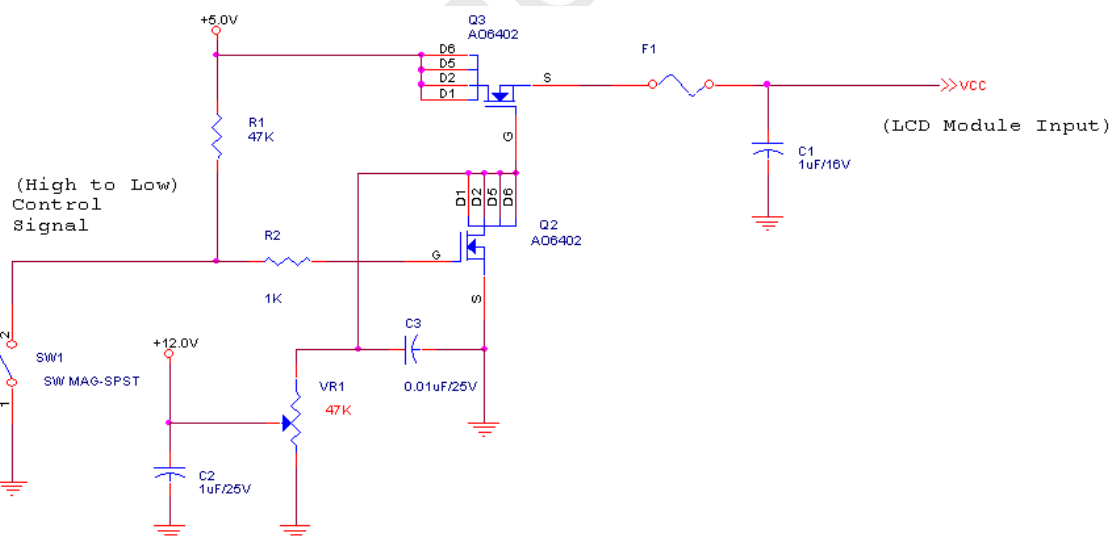 +5.0V
Q3
AO6402
D6
D5
D2
D1
S
G
F1
VCC
(LCD Module Input)
R1
47K
C1
1uF/16V
(High to Low)
Control
Signal
D1
D2
D5
D6
Q2
AO6402
R2
1K
G
S
2
SW1
SW MAG-SPST
1
+12.0V
C3
0.01uF/25V
VR1
47K
C2
1uF/25V